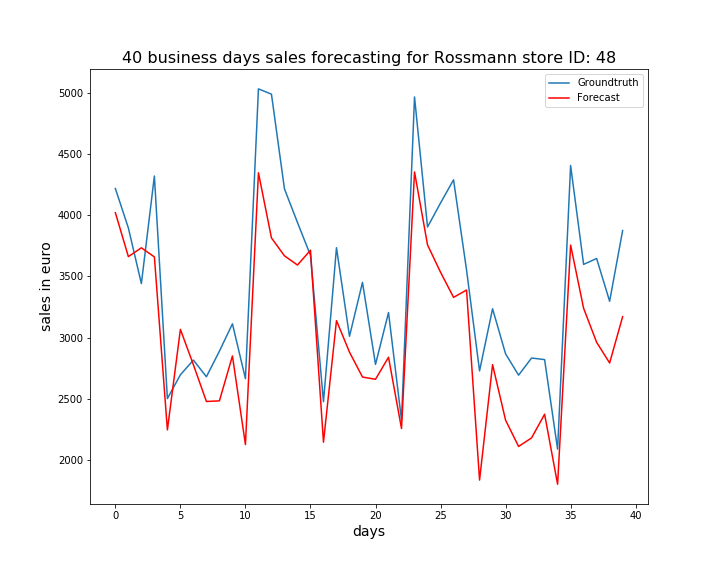 40 business days sales forecasting for Rossmann store ID: 48
Groundtruth
Forecast
sales in euro
5000
4500
4000
3500
3000
2500
2000
0 5 10 15 20 25 30 35 40
days